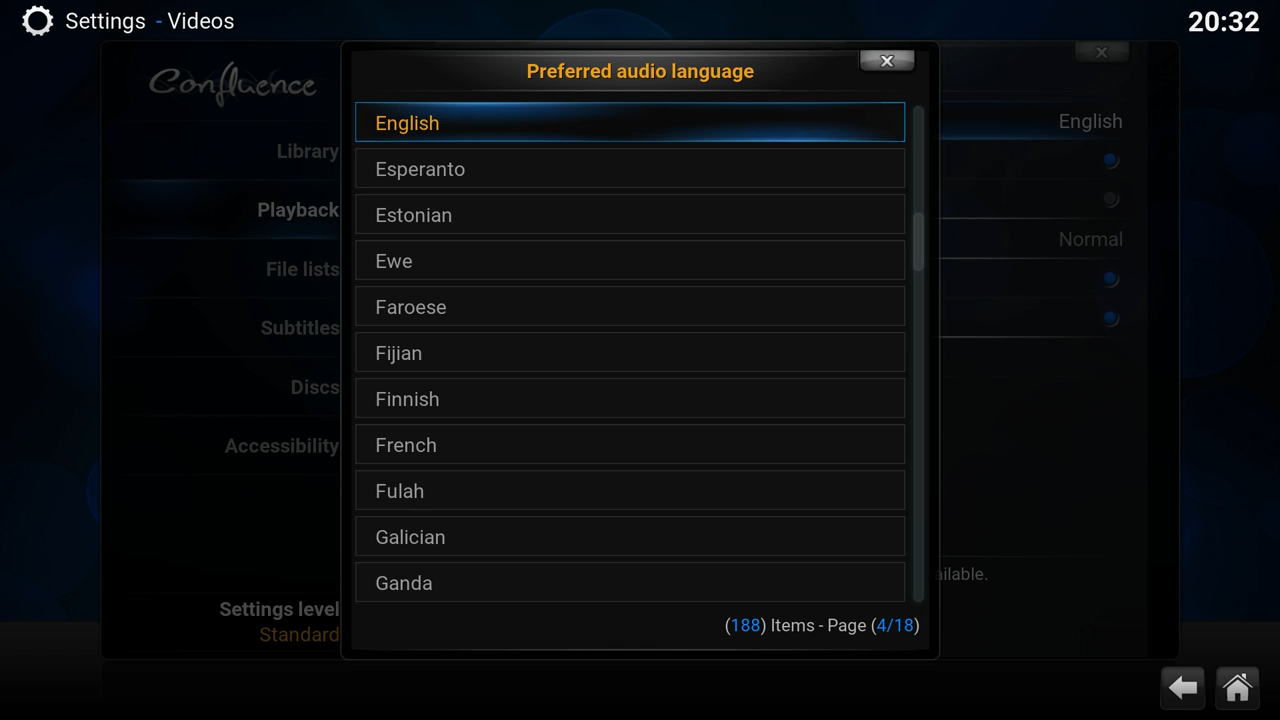 Settings - Videos
20:32
Confluence
Preferred audio language
Library
Playback
File lists
Subtitles
Discs
Accessibility
Settings level
Standard
English
Esperanto
Estonian
Ewe
Faroese
Fijian
Finnish
French
Fulah
Galician
Ganda
(188) Items - Page (4/18)
English
Normal
ailable.